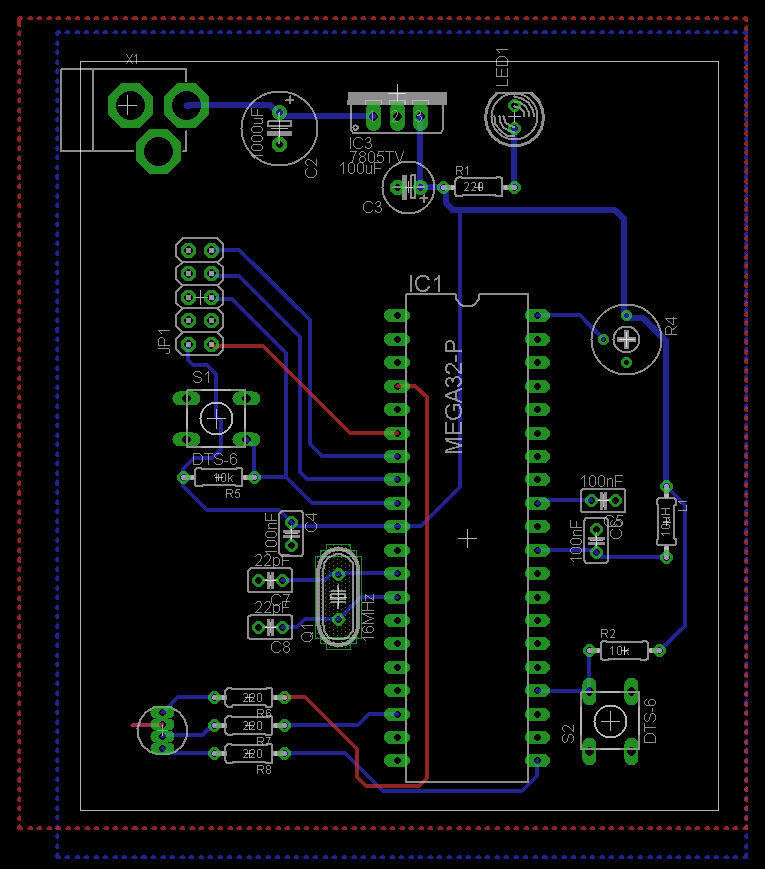 X1
LED1
1000uF
C2
2
3
IC3
7805TV
100uF
C3
R1
220
IC1
JP1
R4
MEGA32-P
S1
DTS-6
10k
R5
100nF
C4
100nF
C5
100nF
C6
L1
10uH
22pF
C7
22pF
C8
Q1
16MHz
R2
10k
S2
DTS-6
220
R6
220
R7
220
R8